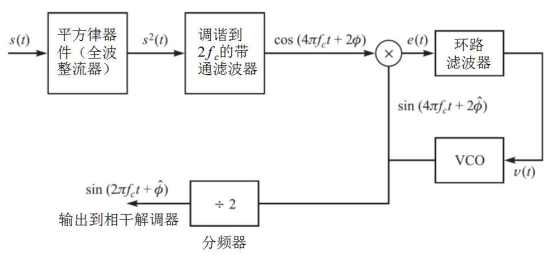 s(t)
平方律器
件（全波
整流器）
s²(t)
调谐到
2f_c的带
通滤波器
cos (4πf_ct + 2ϕ)
×
e(t)
环路
滤波器
sin (4πf_ct + 2ϕ̂)
VCO
v(t)
sin (2πf_ct + ϕ̂)
÷ 2
输出到相干解调器
分频器